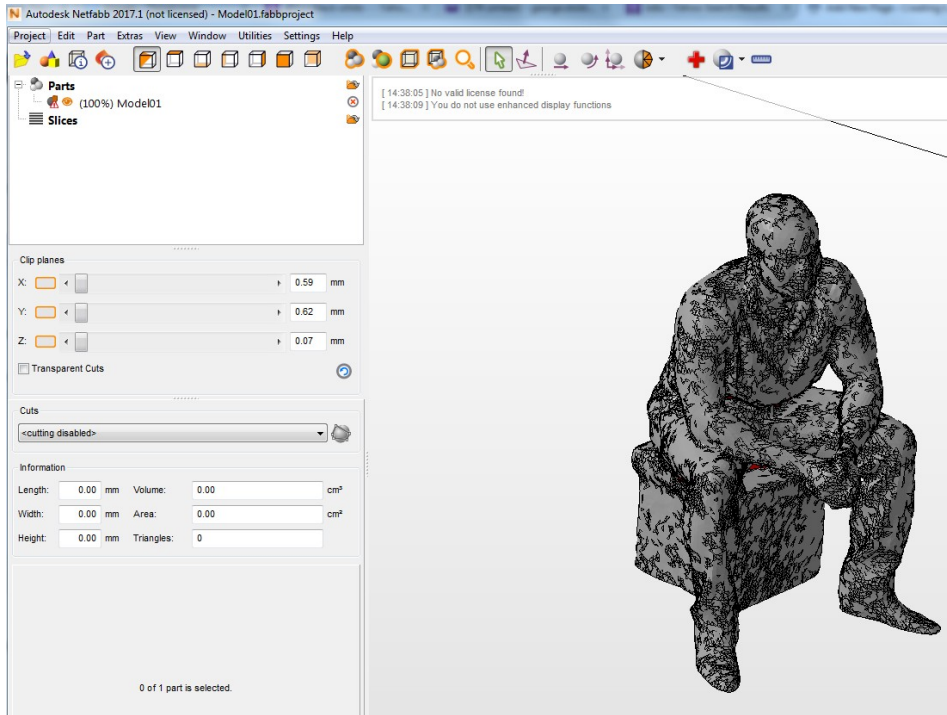 Autodesk Netfabb 2017.1 (not licensed) - Model01.fabbproject
Project Edit Part Extras View Window Utilities Settings Help
Parts
(100%) Model01
Slices
[ 14:38:05 ] No valid license found!
[ 14:38:09 ] You do not use enhanced display functions
Clip planes
X: 0.59 mm
Y: 0.62 mm
Z: 0.07 mm
Transparent Cuts
Cuts
<cutting disabled>
Information
Length: 0.00 mm Volume: 0.00 cm³
Width: 0.00 mm Area: 0.00 cm²
Height: 0.00 mm Triangles: 0
0 of 1 part is selected.